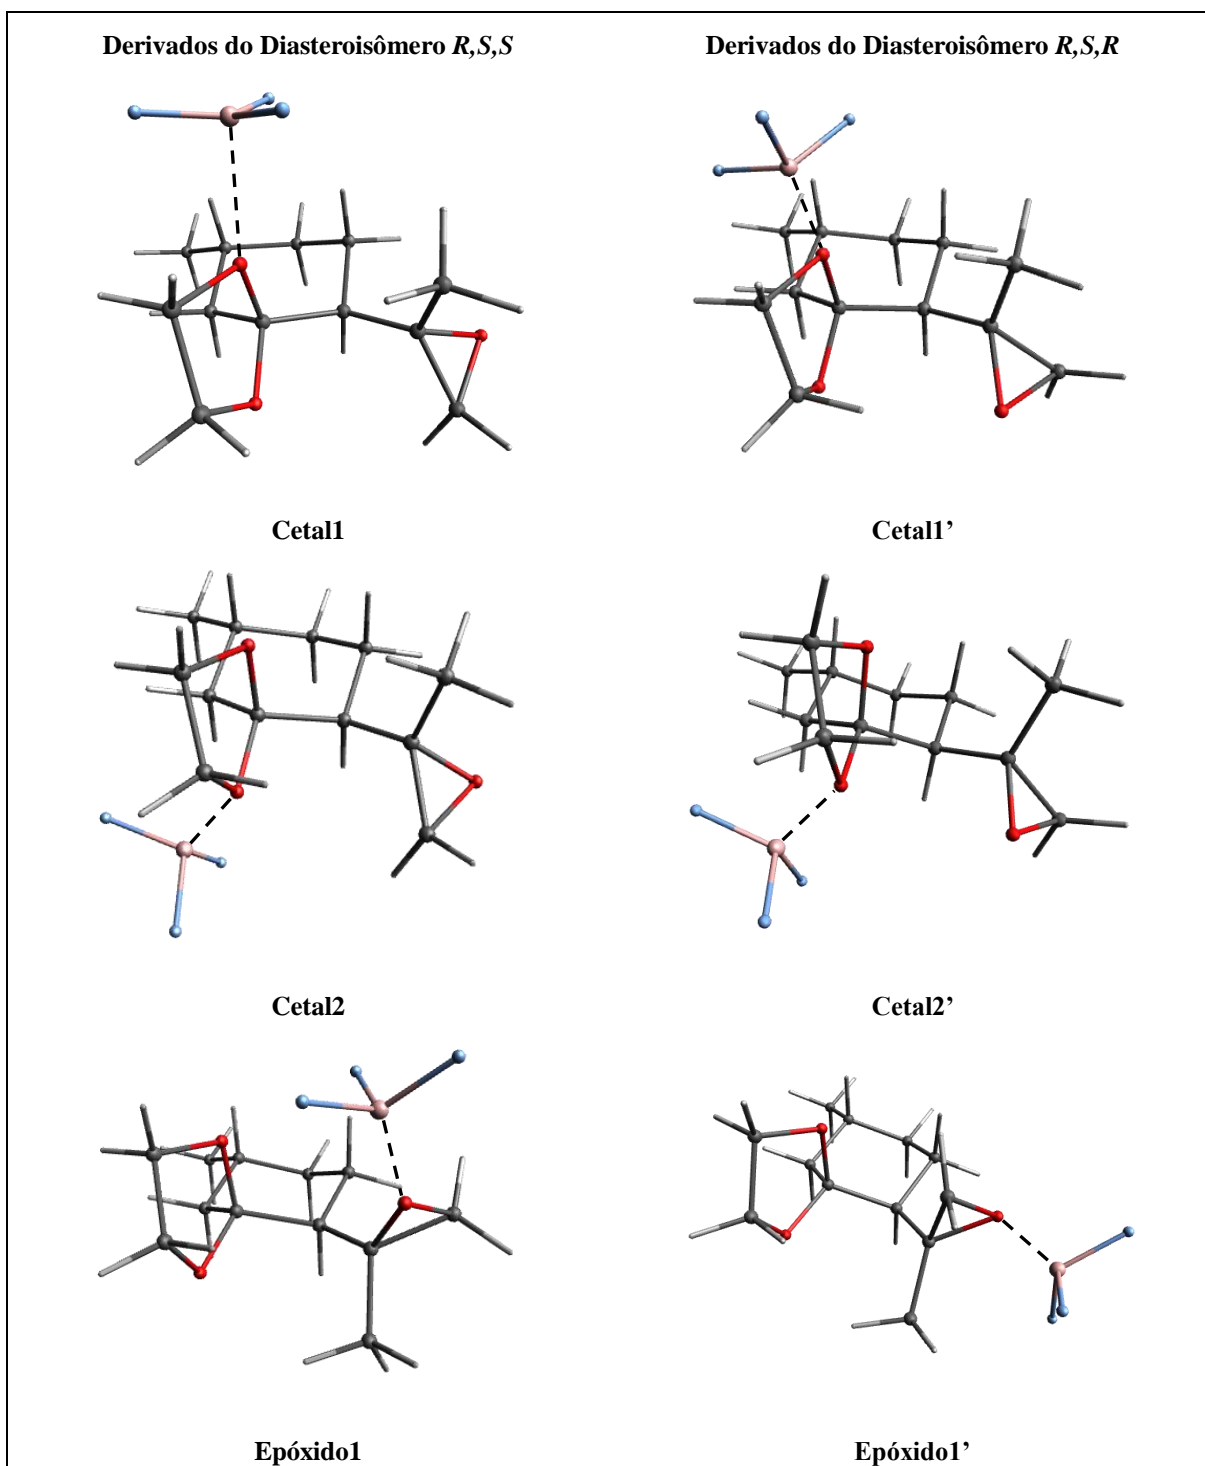 Derivados do Diasteroisômero R,S,S
Derivados do Diasteroisômero R,S,R
Cetal1
Cetal1’
Cetal2
Cetal2’
Epóxido1
Epóxido1’